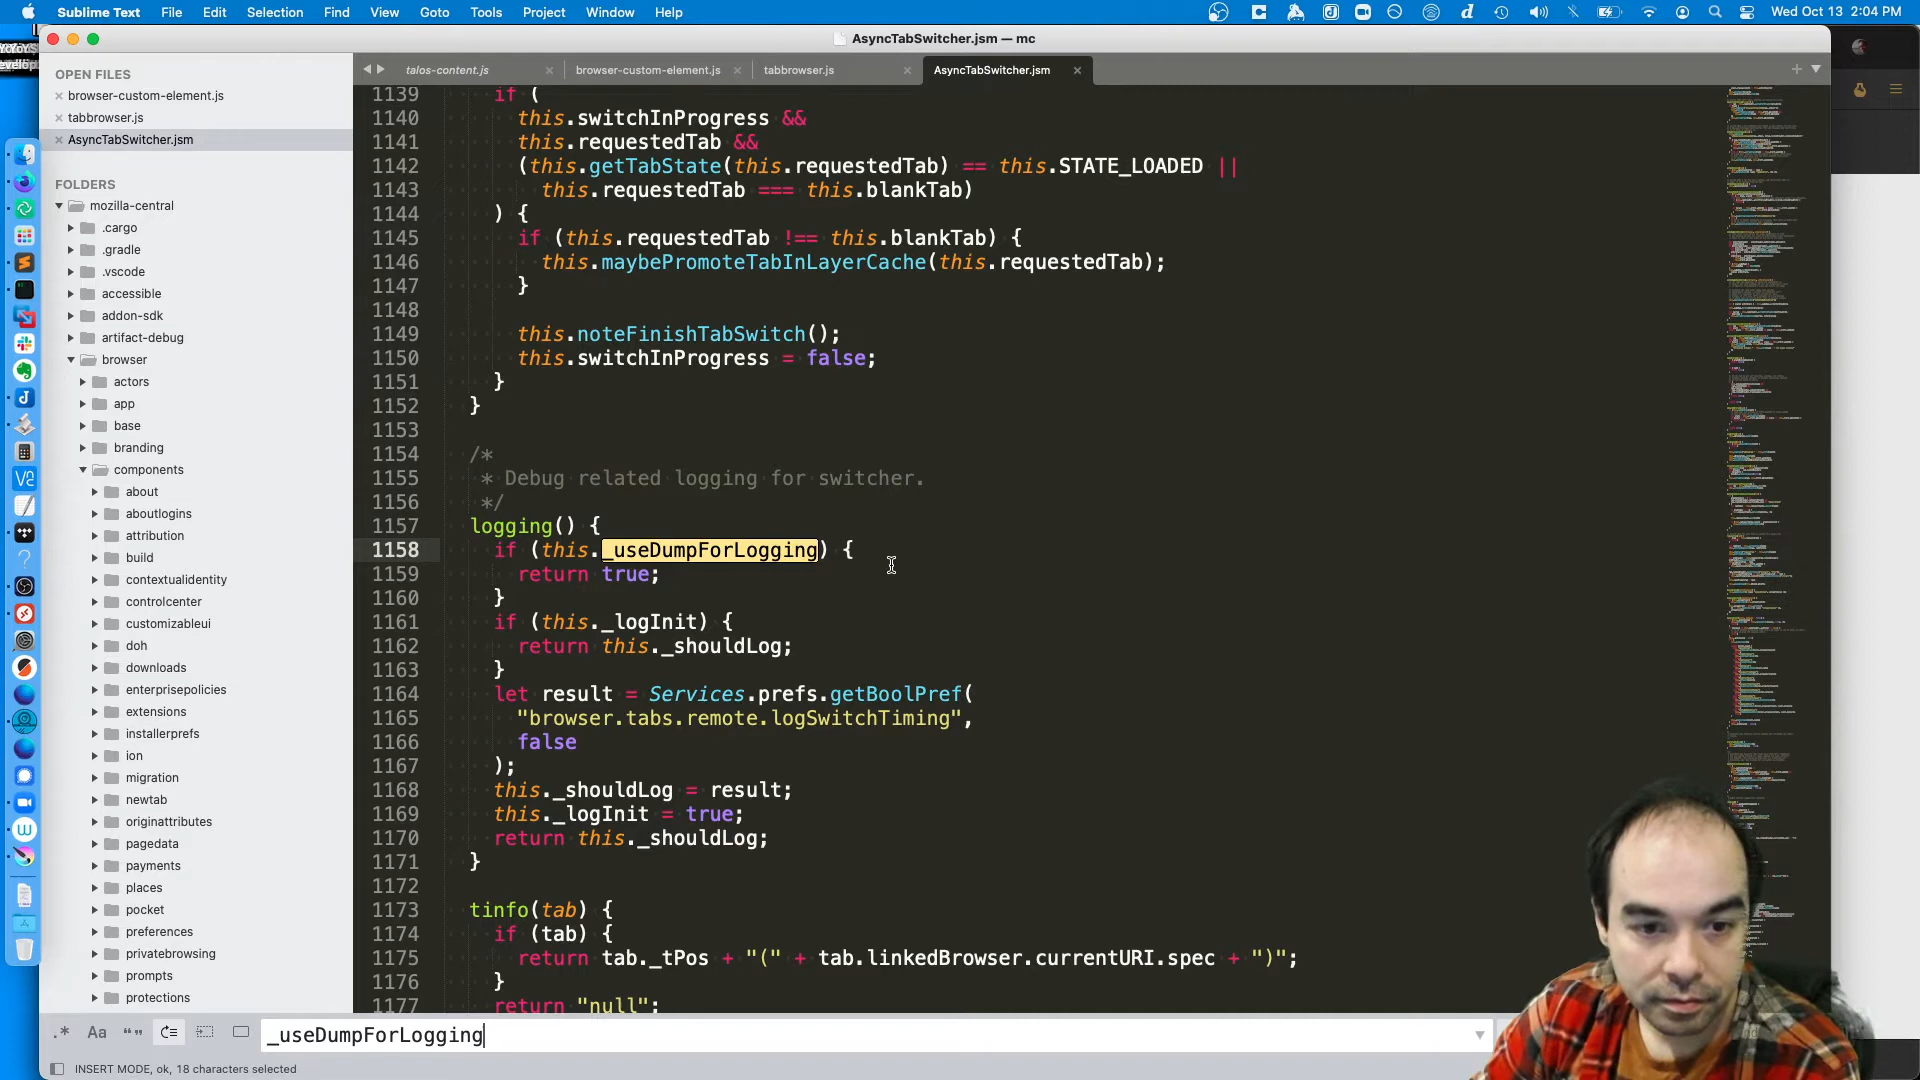 Sublime Text File Edit Selection Find View Goto Tools Project Window Help Wed Oct 13 2:04 PM
AsyncTabSwitcher.jsm — mc
OPEN FILES
browser-custom-element.js
tabbrowser.js
AsyncTabSwitcher.jsm
FOLDERS
mozilla-central
.cargo
.gradle
.vscode
accessible
addon-sdk
artifact-debug
browser
actors
app
base
branding
components
about
aboutlogins
attribution
build
contextualidentity
controlcenter
customizableui
doh
downloads
enterprisepolicies
extensions
installerprefs
ion
migration
newtab
originattributes
pagedata
payments
places
pocket
preferences
privatebrowsing
prompts
protections
talos-content.js browser-custom-element.js tabbrowser.js AsyncTabSwitcher.jsm
1139 if (
1140 this.switchInProgress &&
1141 this.requestedTab &&
1142 (this.getTabState(this.requestedTab) == this.STATE_LOADED ||
1143 this.requestedTab === this.blankTab)
1144 ) {
1145 if (this.requestedTab !== this.blankTab) {
1146 this.maybePromoteTabInLayerCache(this.requestedTab);
1147 }
1148
1149 this.noteFinishTabSwitch();
1150 this.switchInProgress = false;
1151 }
1152 }
1153
1154 /*
1155 * Debug related logging for switcher.
1156 */
1157 logging() {
1158 if (this._useDumpForLogging) {
1159 return true;
1160 }
1161 if (this._logInit) {
1162 return this._shouldLog;
1163 }
1164 let result = Services.prefs.getBoolPref(
1165 "browser.tabs.remote.logSwitchTiming",
1166 false
1167 );
1168 this._shouldLog = result;
1169 this._logInit = true;
1170 return this._shouldLog;
1171 }
1172
1173 tinfo(tab) {
1174 if (tab) {
1175 return tab._tPos + "(" + tab.linkedBrowser.currentURI.spec + ")";
1176 }
1177 return "null";
.* Aa “” _useDumpForLogging
INSERT MODE, ok, 18 characters selected